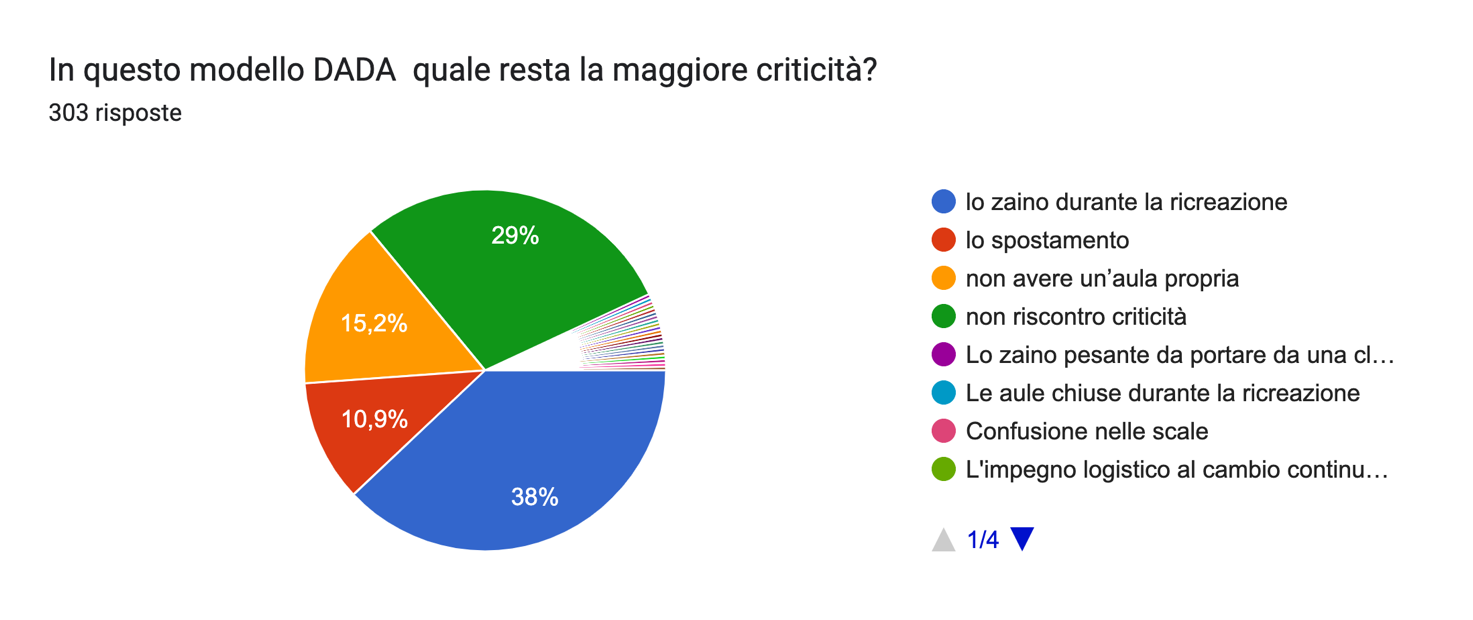 In questo modello DADA  quale resta la maggiore criticità?
303 risposte
29%
15,2%
10,9%
38%
lo zaino durante la ricreazione
lo spostamento
non avere un’aula propria
non riscontro criticità
Lo zaino pesante da portare da una cl…
Le aule chiuse durante la ricreazione
Confusione nelle scale
L'impegno logistico al cambio continu…
1/4